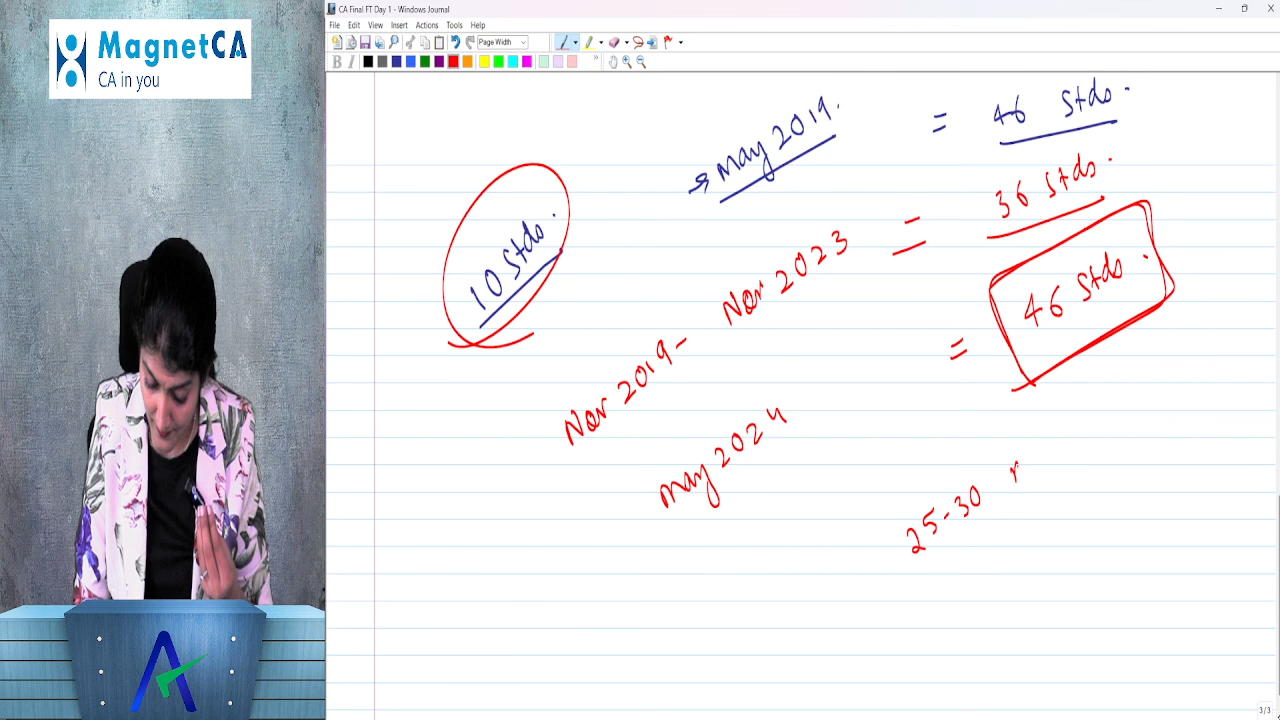 MagnetCA
CA in you
CA Final FT Day 1 - Windows Journal
File Edit View Insert Actions Tools Help
Page Width
B I
→ May 2019. = 46 Stds.
10 Stds.
Nov 2019 - Nov 2023 = 36 Stds.
May 2024 = 46 Stds.
25-30
3/3